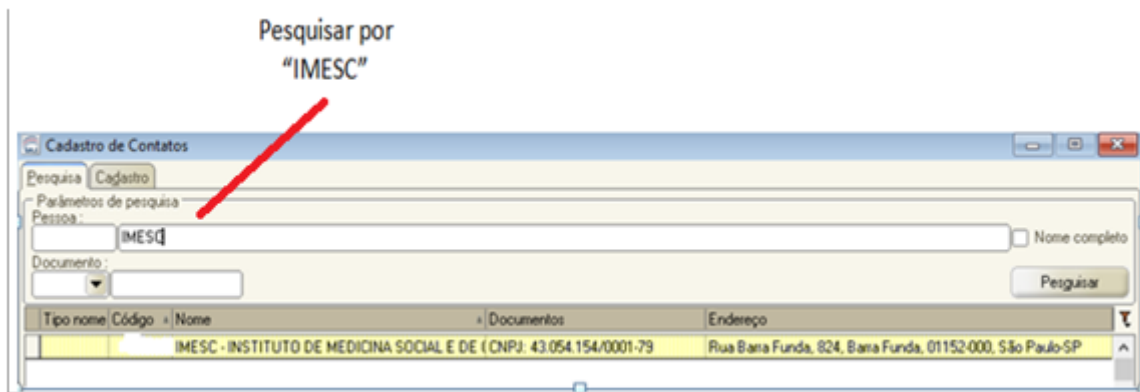 Pesquisar por
“IMESC”
Cadastro de Contatos
Pesquisa Cadastro
Parâmetros de pesquisa
Pessoa :
IMESC
Nome completo
Documento :
Pesquisar
Tipo nome Código Nome Documentos Endereço
IMESC - INSTITUTO DE MEDICINA SOCIAL E DE ( CNPJ: 43.054.154/0001-79 Rua Barra Funda, 824, Barra Funda, 01152-000, São Paulo-SP